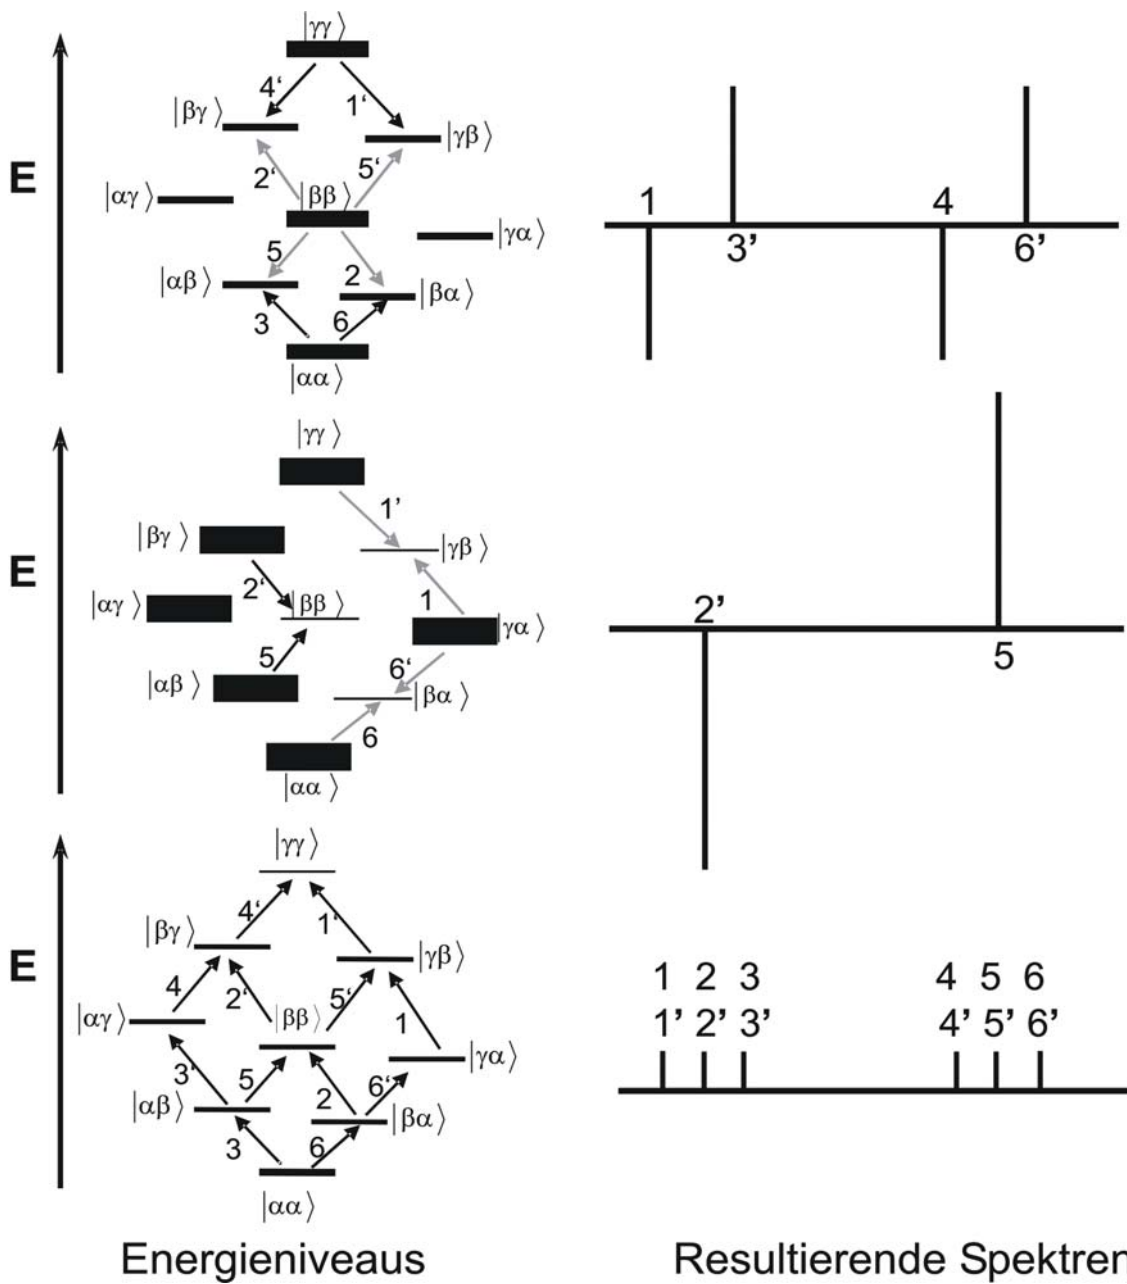 |γγ⟩
4‘ 1‘
|βγ⟩ |γβ⟩
E
2‘ 5‘
|αγ⟩ |ββ⟩ |γα⟩
5 2
|αβ⟩ |βα⟩
3 6
|αα⟩
1 4
3’ 6’
|γγ⟩
1’
|βγ⟩ |γβ⟩
E
2‘ 1
|αγ⟩ |ββ⟩ |γα⟩
5 6‘
|αβ⟩ |βα⟩
6
|αα⟩
2’
5
|γγ⟩
4‘ 1‘
|βγ⟩ |γβ⟩
E
4 2‘ 5‘ 1
|αγ⟩ |ββ⟩ |γα⟩
3‘ 5 2 6‘
|αβ⟩ |βα⟩
3 6
|αα⟩
1 2 3 4 5 6
1’ 2’ 3’ 4’ 5’ 6’
Energieniveaus Resultierende Spektren